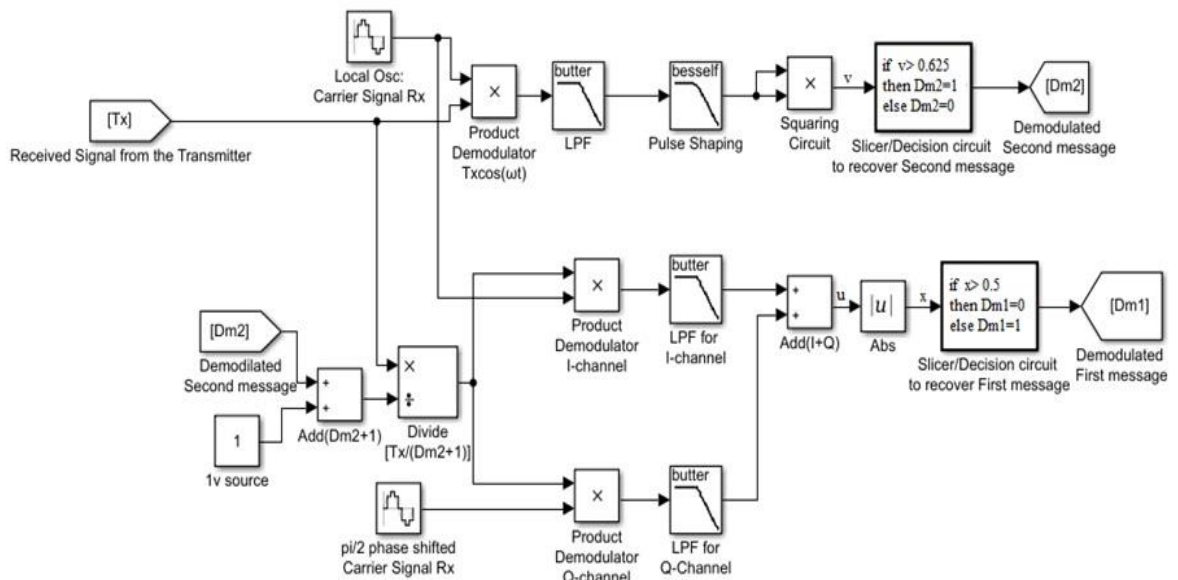 Local Osc:
Carrier Signal Rx
[Tx]
Received Signal from the Transmitter
×
Product
Demodulator
Txcos(ωt)
butter
LPF
besself
Pulse Shaping
×
Squaring
Circuit
v
if v> 0.625
then Dm2=1
else Dm2=0
Slicer/Decision circuit
to recover Second message
[Dm2]
Demodulated
Second message
[Dm2]
Demodilated
Second message
1
1v source
+
+
Add(Dm2+1)
×
÷
Divide
[Tx/(Dm2+1)]
×
Product
Demodulator
I-channel
butter
LPF for
I-channel
+
+
Add(I+Q)
u
|u|
Abs
x
if x> 0.5
then Dm1=0
else Dm1=1
Slicer/Decision circuit
to recover First message
[Dm1]
Demodulated
First message
pi/2 phase shifted
Carrier Signal Rx
×
Product
Demodulator
Q-channel
butter
LPF for
Q-Channel